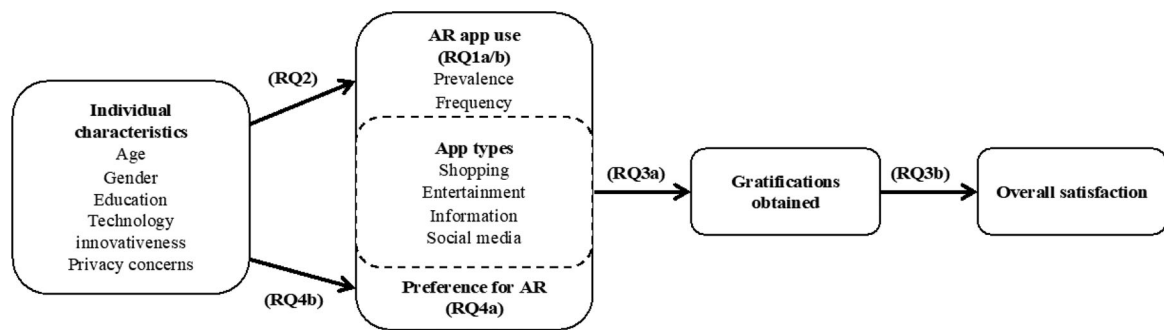 Individual
characteristics
Age
Gender
Education
Technology
innovativeness
Privacy concerns
(RQ2)
(RQ4b)
AR app use
(RQ1a/b)
Prevalence
Frequency
App types
Shopping
Entertainment
Information
Social media
Preference for AR
(RQ4a)
(RQ3a)
Gratifications
obtained
(RQ3b)
Overall satisfaction